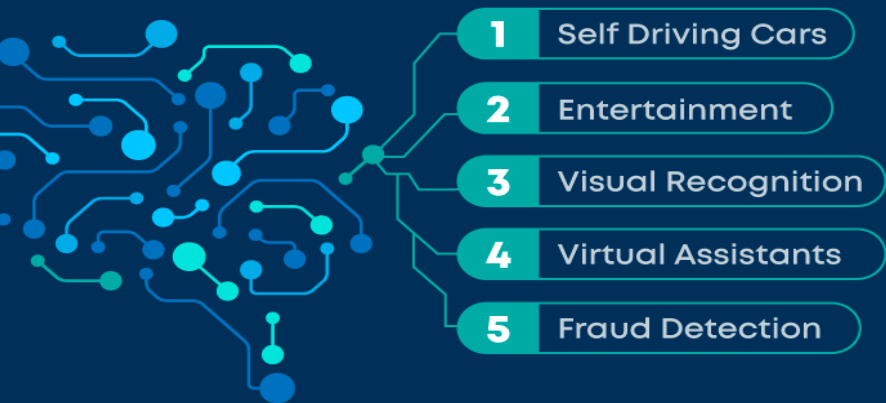 1 Self Driving Cars
2 Entertainment
3 Visual Recognition
4 Virtual Assistants
5 Fraud Detection